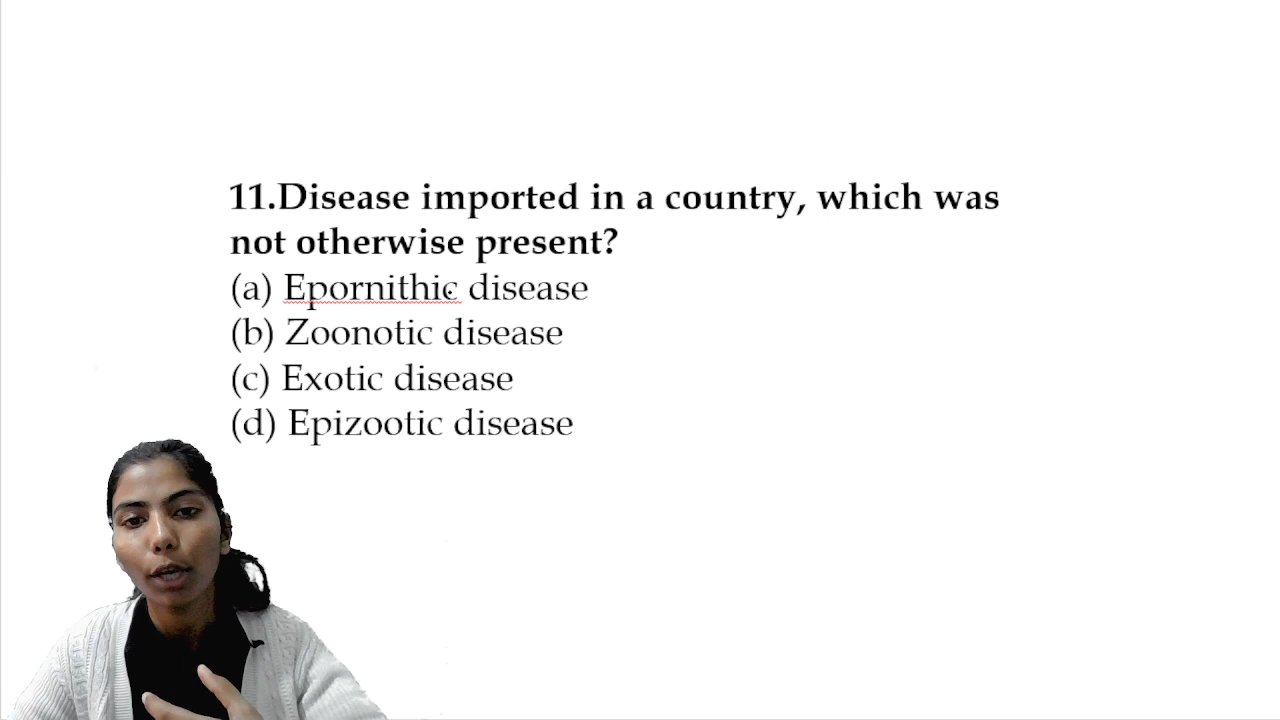 11.Disease imported in a country, which was
not otherwise present?
(a) Epornithic disease
(b) Zoonotic disease
(c) Exotic disease
(d) Epizootic disease